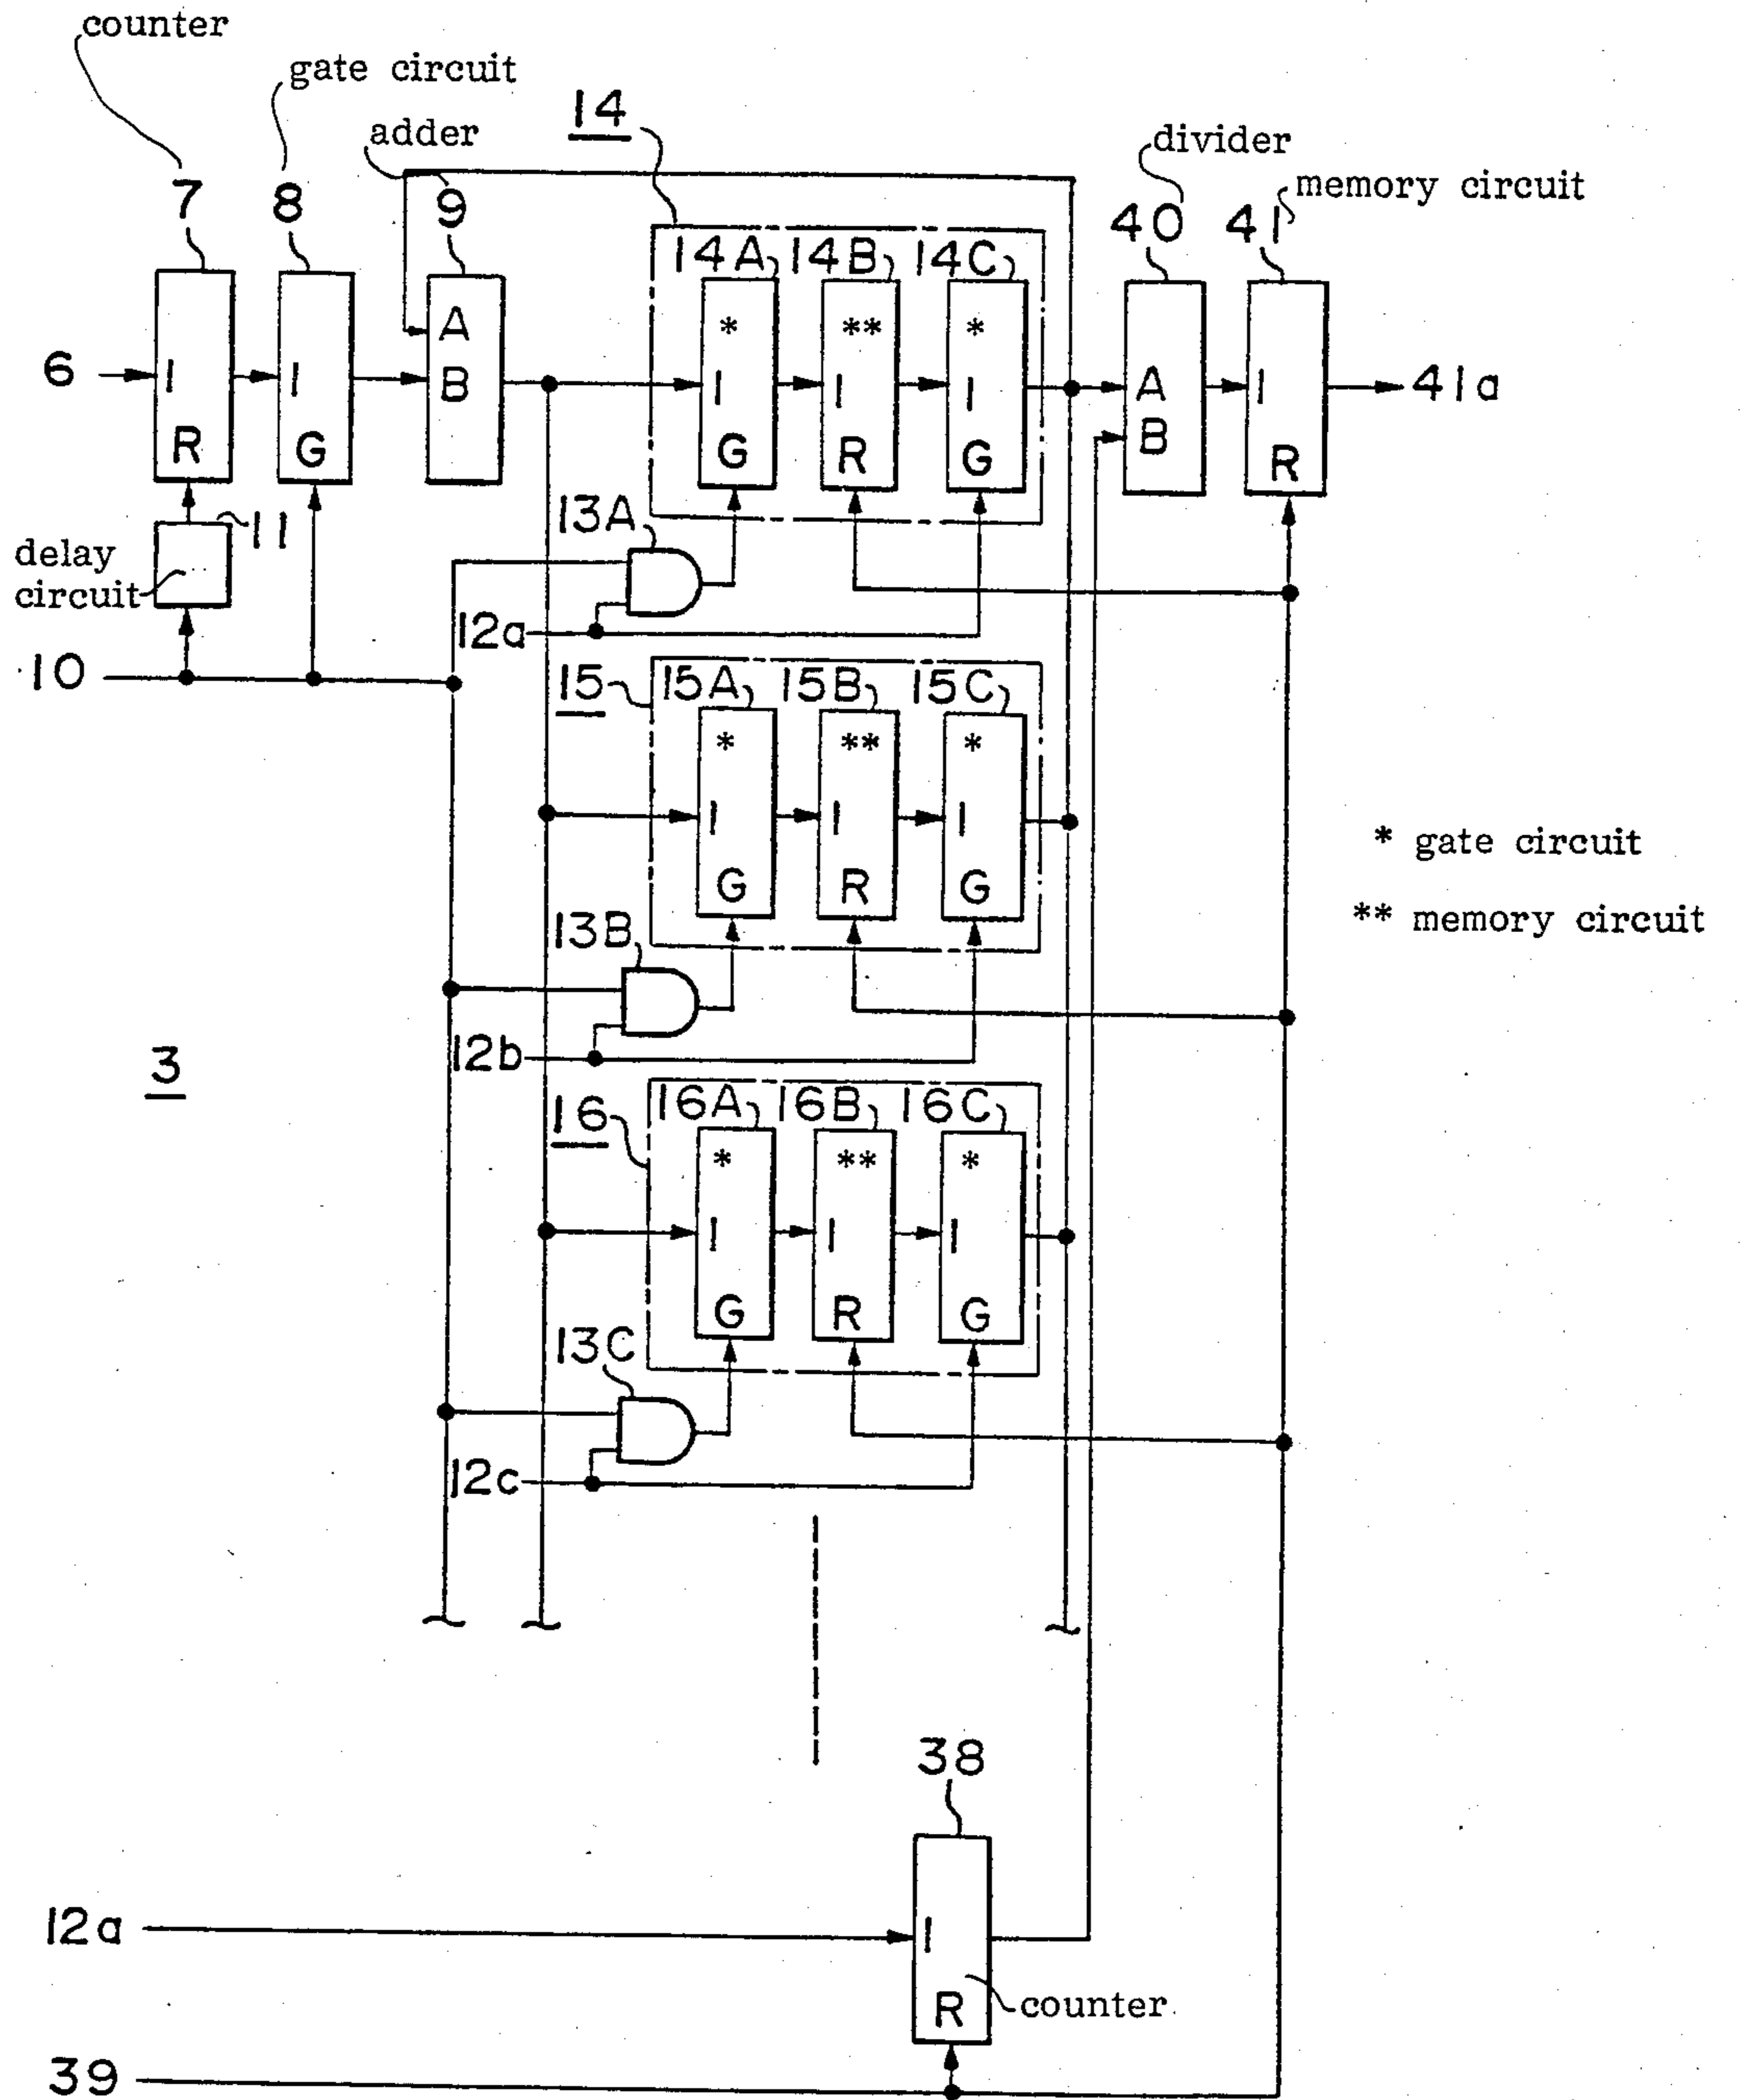 counter
gate circuit
adder
14
divider
memory circuit
7
8
9
40
41
14A
14B
14C
A
B
*
**
*
6
I
I
I
I
I
A
B
I
41a
R
G
G
R
G
R
11
13A
delay
circuit
12a
10
15
15A
15B
15C
*
**
*
I
I
I
* gate circuit
G
R
G
** memory circuit
13B
12b
3
16
16A
16B
16C
*
**
*
I
I
I
G
R
G
13C
12c
38
12a
I
R
counter
39